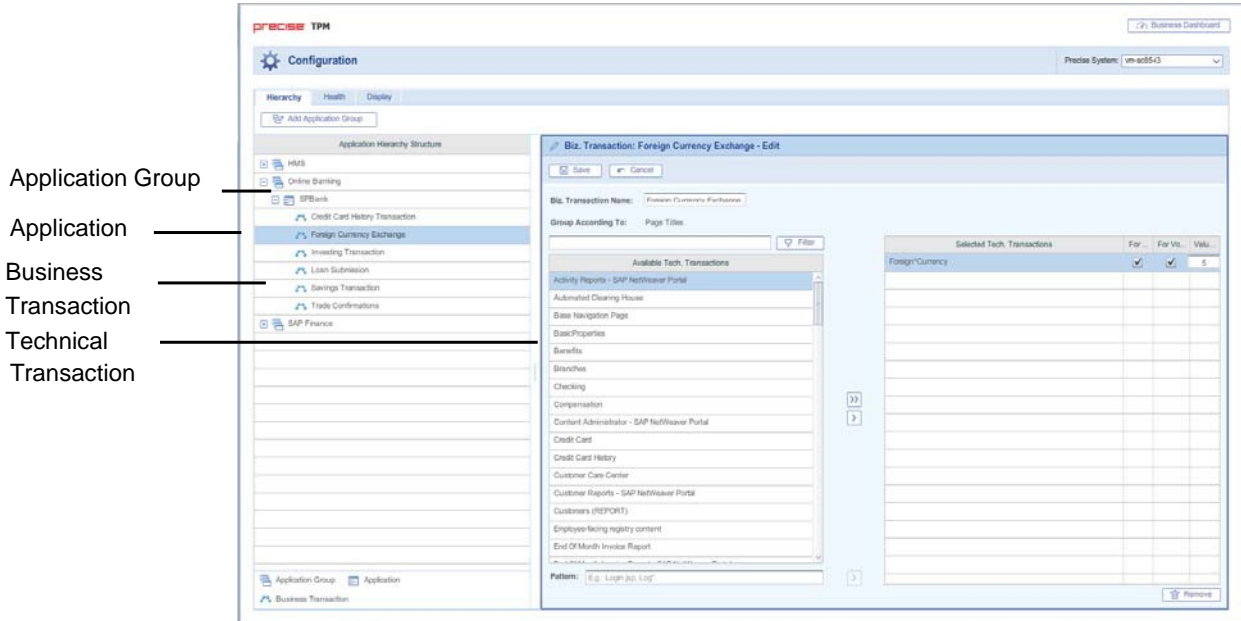 precise TPM
Business Dashboard
Configuration
Precise System: vm-sc85-i3
Hierarchy Health Display
Add Application Group
Application Hierarchy Structure
HMS
Online Banking
SPBank
Credit Card History Transaction
Foreign Currency Exchange
Investing Transaction
Loan Submission
Savings Transaction
Trade Confirmations
SAP Finance
Application Group Application
Business Transaction
Application Group
Application
Business
Transaction
Technical
Transaction
Biz. Transaction: Foreign Currency Exchange - Edit
Save Cancel
Biz. Transaction Name: Foreign Currency Exchange
Group According To: Page Titles
Filter
Available Tech. Transactions
Activity Reports - SAP NetWeaver Portal
Automated Clearing House
Base Navigation Page
BasicProperties
Benefits
Branches
Checking
Compensation
Content Administrator - SAP NetWeaver Portal
Credit Card
Credit Card History
Customer Care Center
Customer Reports - SAP NetWeaver Portal
Customers (REPORT)
Employee-facing registry content
End Of Month Invoice Report
Pattern: E.g.: Login.jsp, Log*.
Selected Tech. Transactions For ... For Vo... Valu...
Foreign*Currency 5
Remove